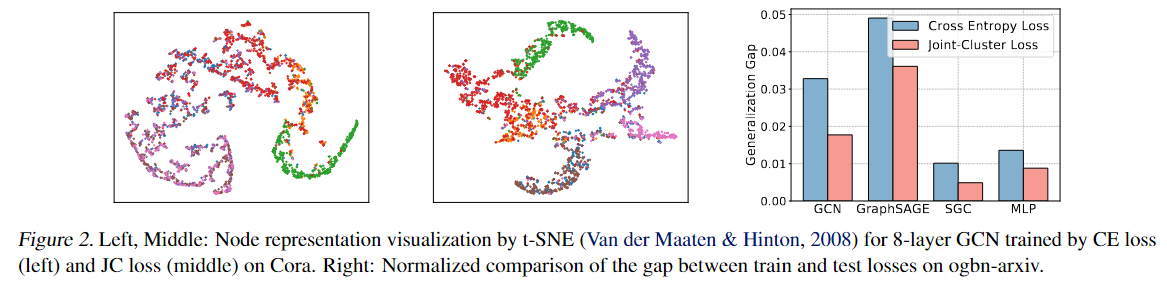 0.05
0.04
0.03
0.02
0.01
0.00
Generalization Gap
Cross Entropy Loss
Joint-Cluster Loss
GCN GraphSAGE SGC MLP
Figure 2. Left, Middle: Node representation visualization by t-SNE (Van der Maaten & Hinton, 2008) for 8-layer GCN trained by CE loss
(left) and JC loss (middle) on Cora. Right: Normalized comparison of the gap between train and test losses on ogbn-arxiv.